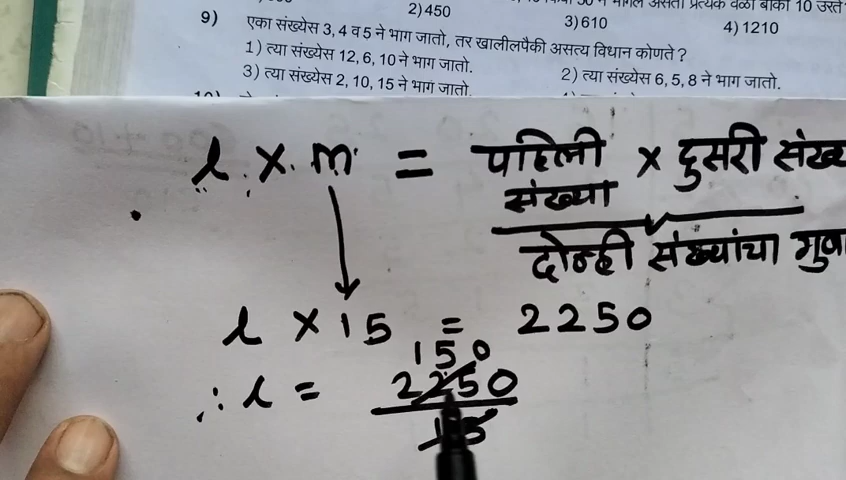 2) 450
3) 610
4) 1210
9) एका संख्येस 3, 4 व 5 ने भाग जातो, तर खालीलपैकी असत्य विधान कोणते ?
1) त्या संख्येस 12, 6, 10 ने भाग जातो.
2) त्या संख्येस 6, 5, 8 ने भाग जातो.
3) त्या संख्येस 2, 10, 15 ने भाग जातो
l × m = पहिली संख्या × दुसरी संख्य
दोन्ही संख्यांचा गुण
l × 15 = 2250
150
∴ l = 2250
15